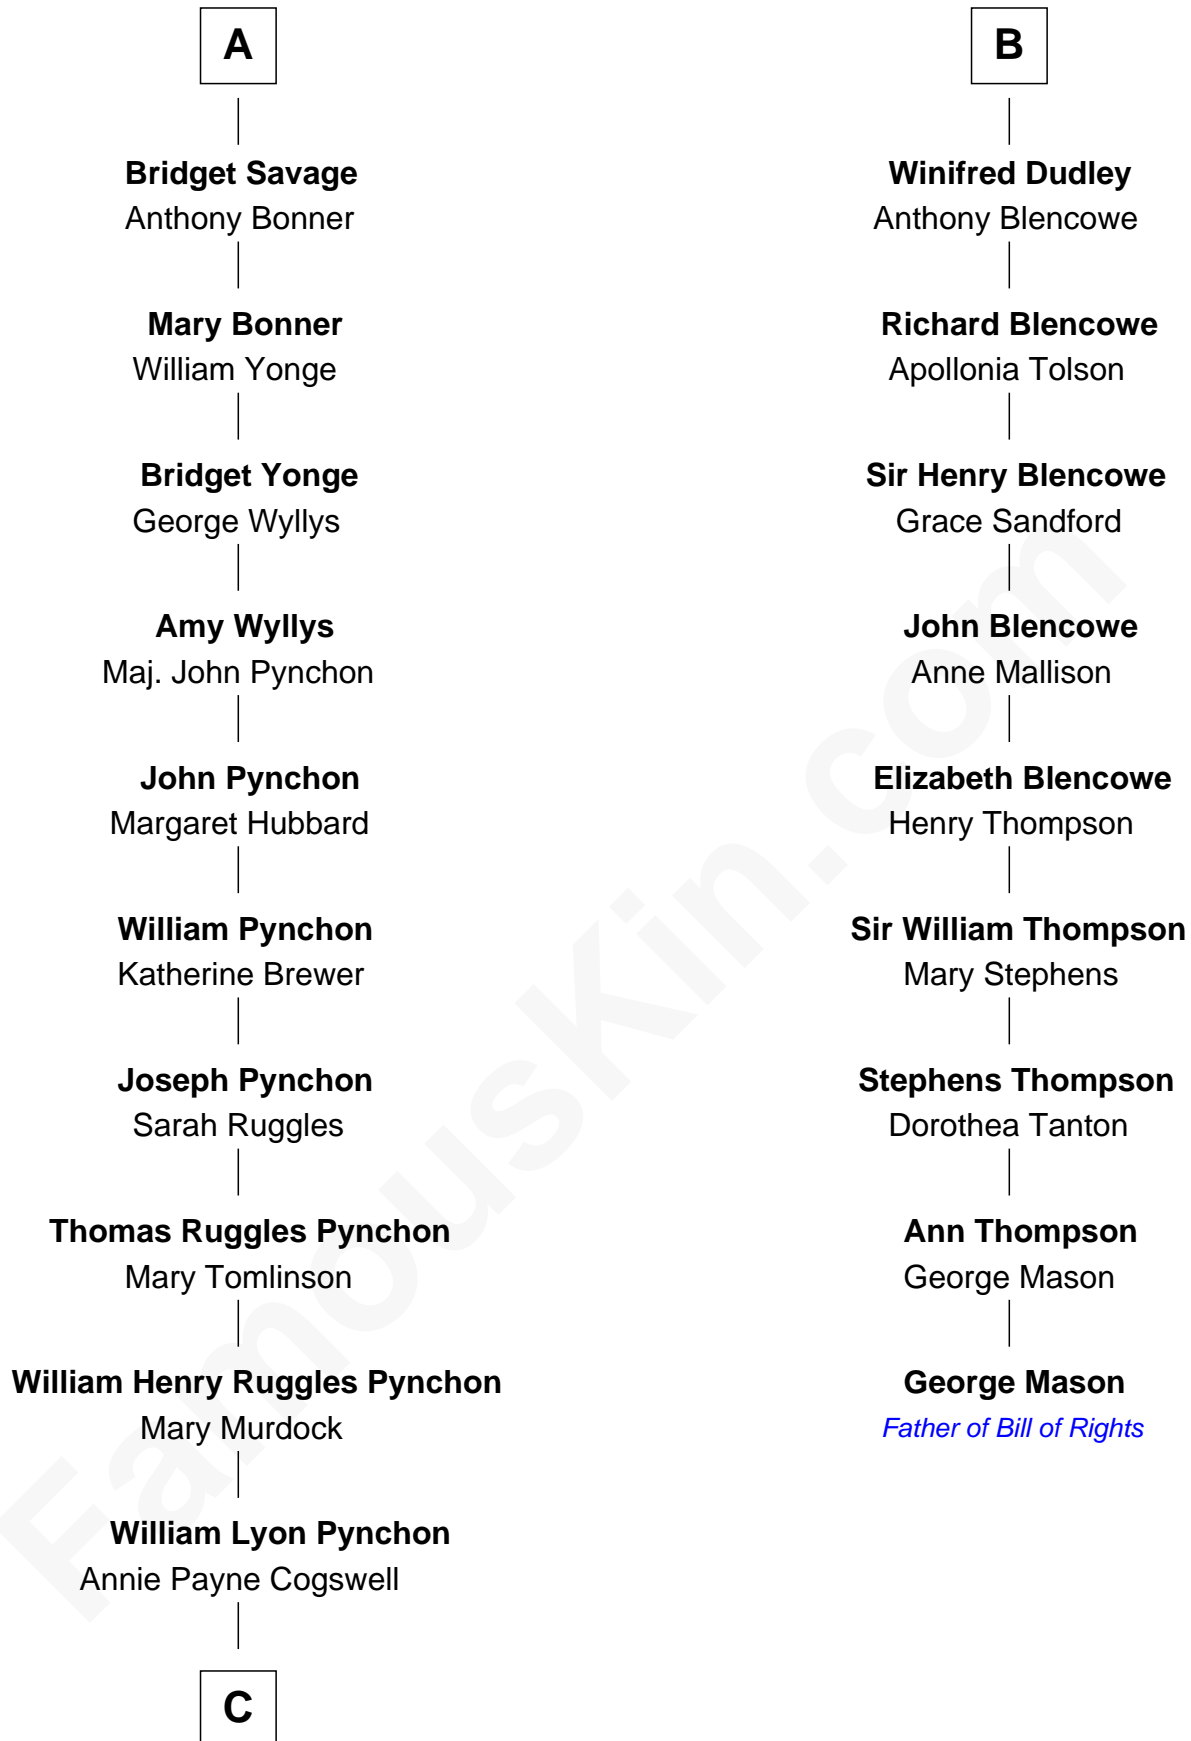 A
Bridget Savage
Anthony Bonner
Mary Bonner
William Yonge
Bridget Yonge
George Wyllys
Amy Wyllys
Maj. John Pynchon
John Pynchon
Margaret Hubbard
William Pynchon
Katherine Brewer
Joseph Pynchon
Sarah Ruggles
Thomas Ruggles Pynchon
Mary Tomlinson
William Henry Ruggles Pynchon
Mary Murdock
William Lyon Pynchon
Annie Payne Cogswell
C
B
Winifred Dudley
Anthony Blencowe
Richard Blencowe
Apollonia Tolson
Sir Henry Blencowe
Grace Sandford
John Blencowe
Anne Mallison
Elizabeth Blencowe
Henry Thompson
Sir William Thompson
Mary Stephens
Stephens Thompson
Dorothea Tanton
Ann Thompson
George Mason
George Mason
Father of Bill of Rights
FamousKin.com